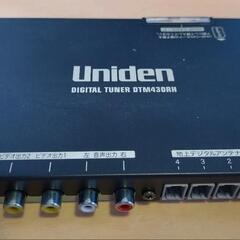 Uniden
DIGITAL TUNER DTM430RH
ビデオ出力2 ビデオ出力1 左 音声出力 右
地上デジタルアンテナ
4 3 2